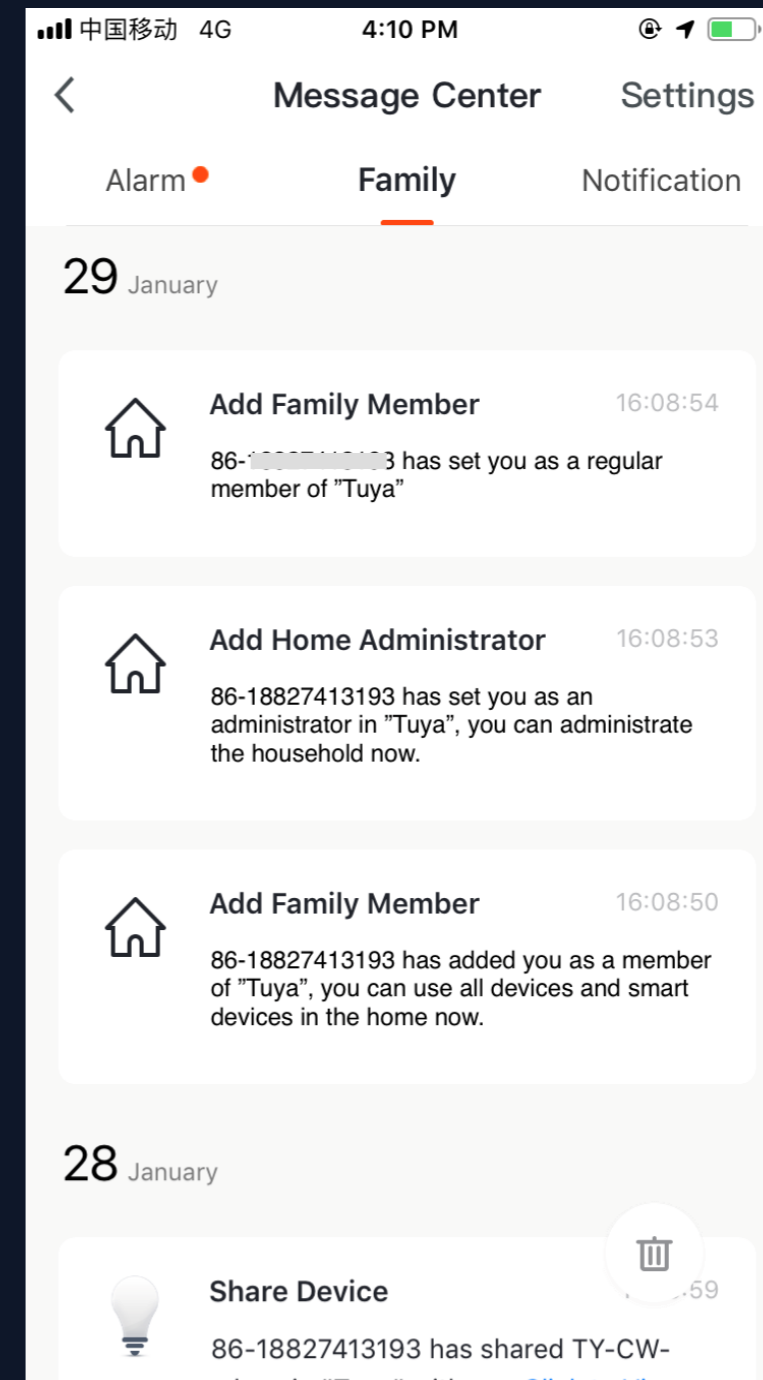 中国移动 4G 4:10 PM
Message Center Settings
Alarm Family Notification
29 January
Add Family Member 16:08:54
86- has set you as a regular
member of ”Tuya”
Add Home Administrator 16:08:53
86-18827413193 has set you as an
administrator in ”Tuya”, you can administrate
the household now.
Add Family Member 16:08:50
86-18827413193 has added you as a member
of ”Tuya”, you can use all devices and smart
devices in the home now.
28 January
Share Device :59
86-18827413193 has shared TY-CW-